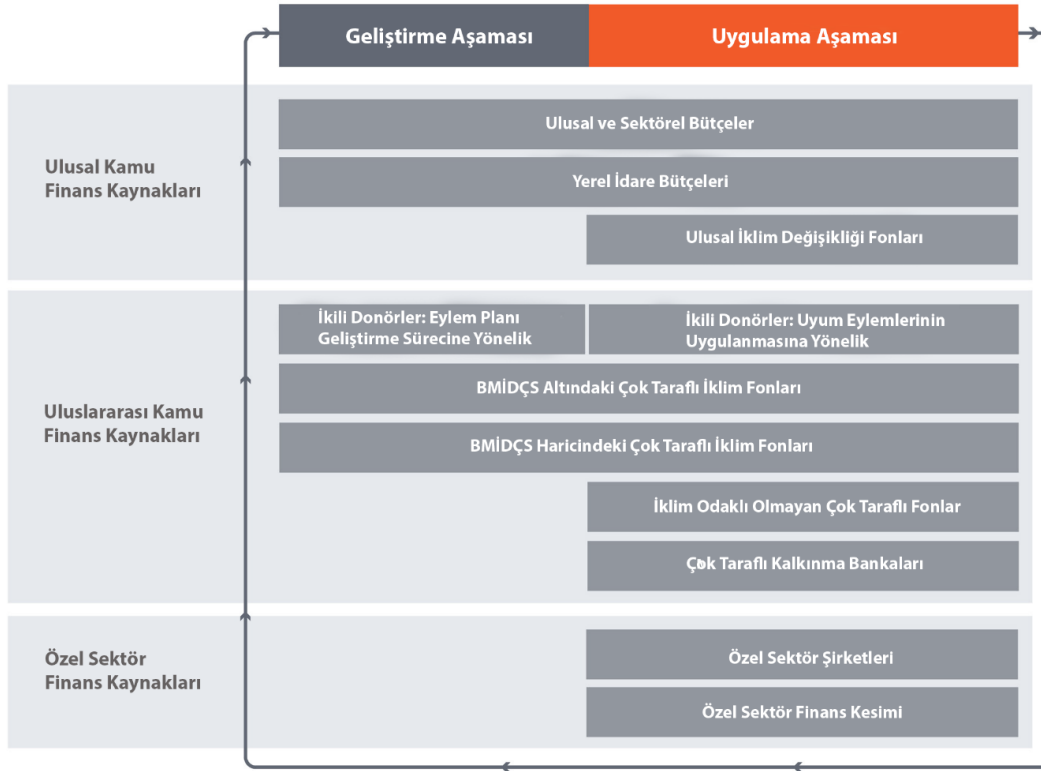 Geliştirme Aşaması
Uygulama Aşaması
Ulusal Kamu
Finans Kaynakları
Ulusal ve Sektörel Bütçeler
Yerel İdare Bütçeleri
Ulusal İklim Değişikliği Fonları
Uluslararası Kamu
Finans Kaynakları
İkili Donörler: Eylem Planı
Geliştirme Sürecine Yönelik
İkili Donörler: Uyum Eylemlerinin
Uygulanmasına Yönelik
BMİDÇS Altındaki Çok Taraflı İklim Fonları
BMİDÇS Haricindeki Çok Taraflı İklim Fonları
İklim Odaklı Olmayan Çok Taraflı Fonlar
Çok Taraflı Kalkınma Bankaları
Özel Sektör
Finans Kaynakları
Özel Sektör Şirketleri
Özel Sektör Finans Kesimi